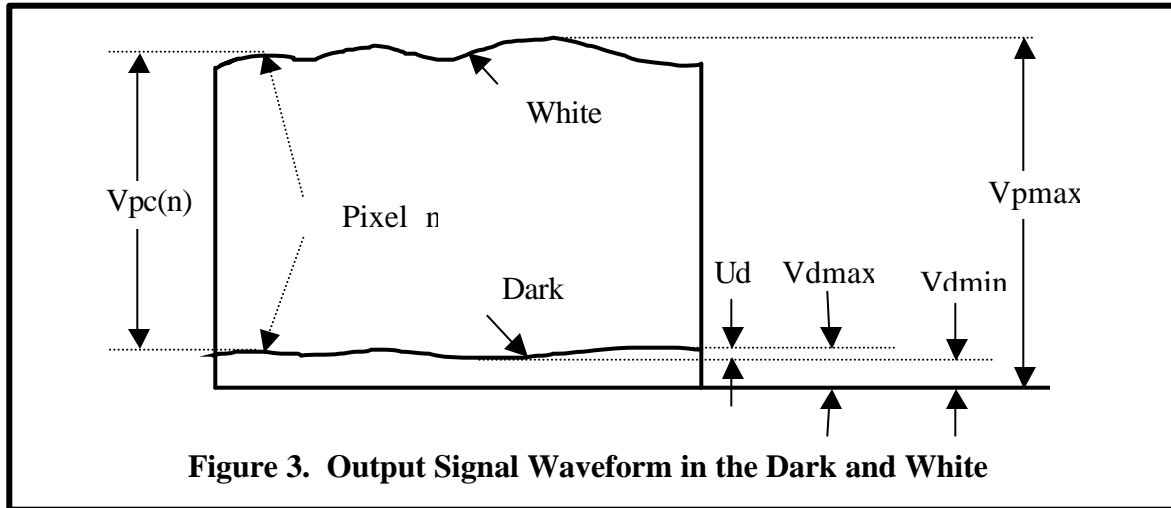 White
Vpc(n)
Vpmax
Pixel n
Ud
Vdmax
Vdmin
Dark
Figure 3. Output Signal Waveform in the Dark and White